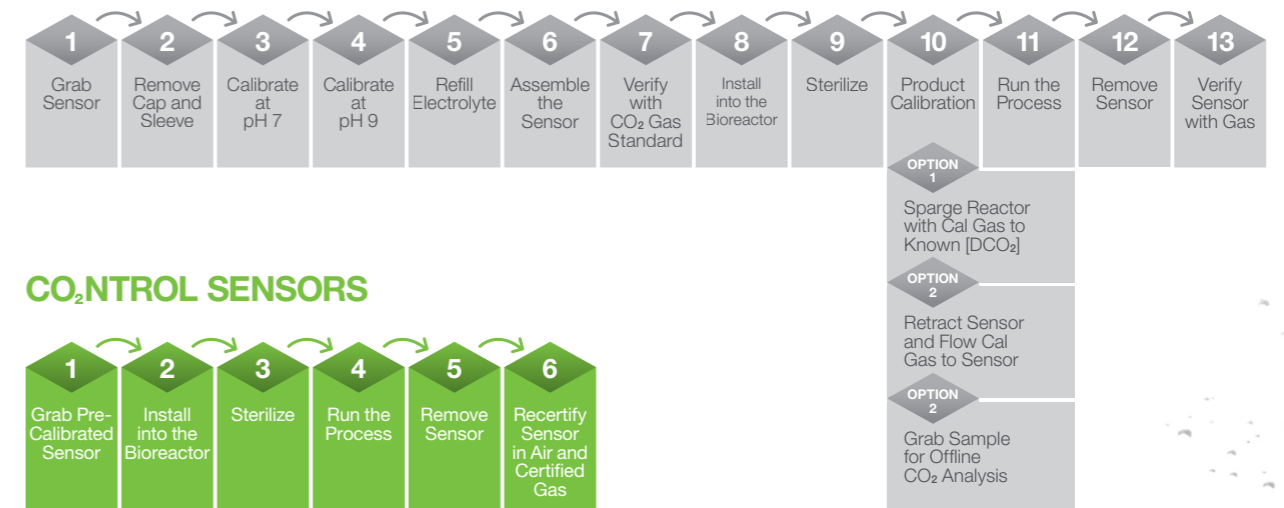 1
Grab
Sensor
2
Remove
Cap and
Sleeve
3
Calibrate
at
pH 7
4
Calibrate
at
pH 9
5
Refill
Electrolyte
6
Assemble
the
Sensor
7
Verify
with
CO₂ Gas
Standard
8
Install
into the
Bioreactor
9
Sterilize
10
Product
Calibration
11
Run the
Process
12
Remove
Sensor
13
Verify
Sensor
with Gas
OPTION
1
Sparge Reactor
with Cal Gas to
Known [DCO₂]
OPTION
2
Retract Sensor
and Flow Cal
Gas to Sensor
OPTION
2
Grab Sample
for Offline
CO₂ Analysis
CO₂NTROL SENSORS
1
Grab Pre-
Calibrated
Sensor
2
Install
into the
Bioreactor
3
Sterilize
4
Run the
Process
5
Remove
Sensor
6
Recertify
Sensor
in Air and
Certified
Gas